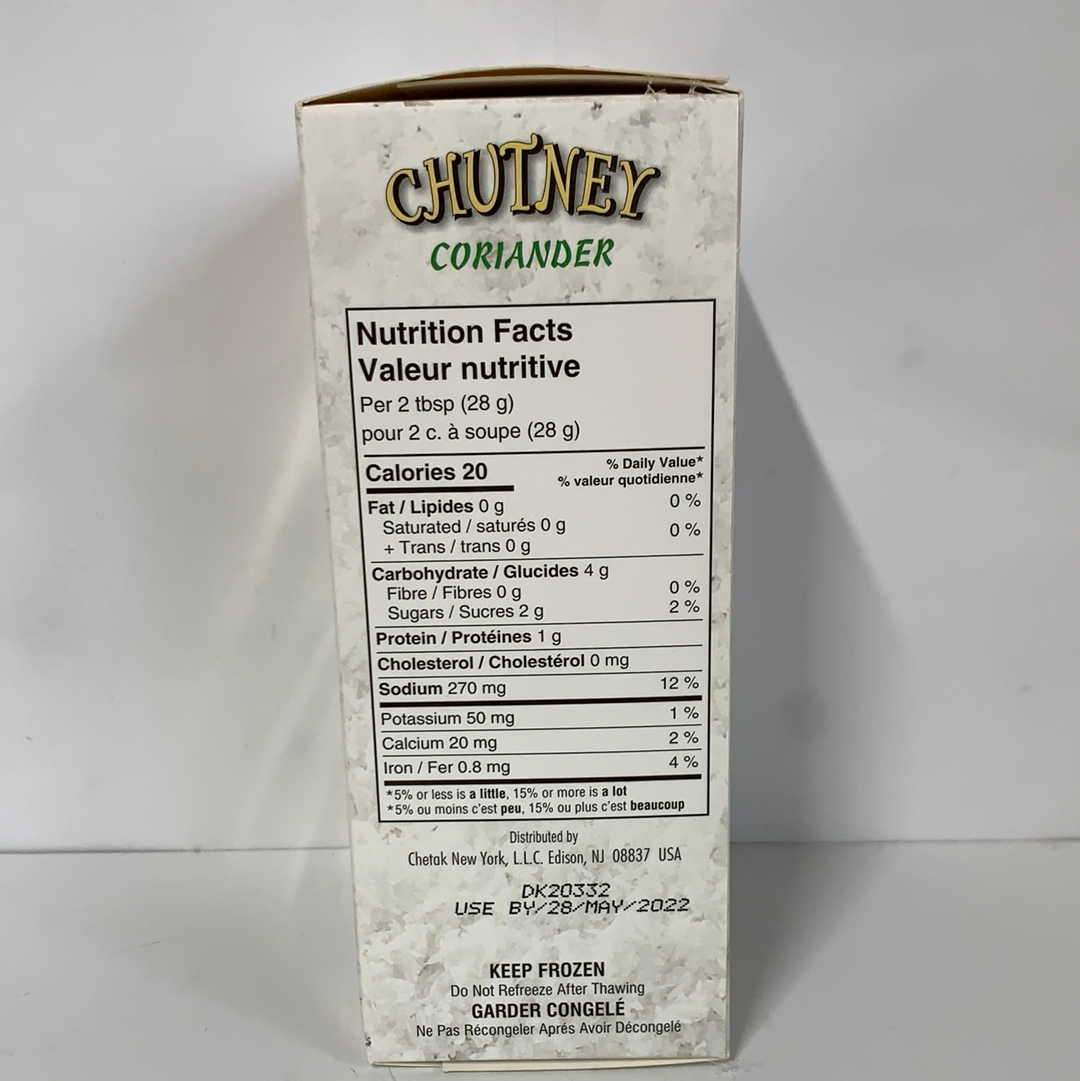 CHUTNEY
CORIANDER
Nutrition Facts
Valeur nutritive
Per 2 tbsp (28 g)
pour 2 c. à soupe (28 g)
Calories 20
% Daily Value*
% valeur quotidienne*
Fat / Lipides 0 g 0 %
Saturated / saturés 0 g 0 %
+ Trans / trans 0 g
Carbohydrate / Glucides 4 g
Fibre / Fibres 0 g 0 %
Sugars / Sucres 2 g 2 %
Protein / Protéines 1 g
Cholesterol / Cholestérol 0 mg
Sodium 270 mg 12 %
Potassium 50 mg 1 %
Calcium 20 mg 2 %
Iron / Fer 0.8 mg 4 %
*5% or less is a little, 15% or more is a lot
*5% ou moins c'est peu, 15% ou plus c'est beaucoup
Distributed by
Chetak New York, L.L.C. Edison, NJ 08837 USA
DK20332
USE BY/28/MAY/2022
KEEP FROZEN
Do Not Refreeze After Thawing
GARDER CONGELÉ
Ne Pas Récongeler Aprés Avoir Décongelé